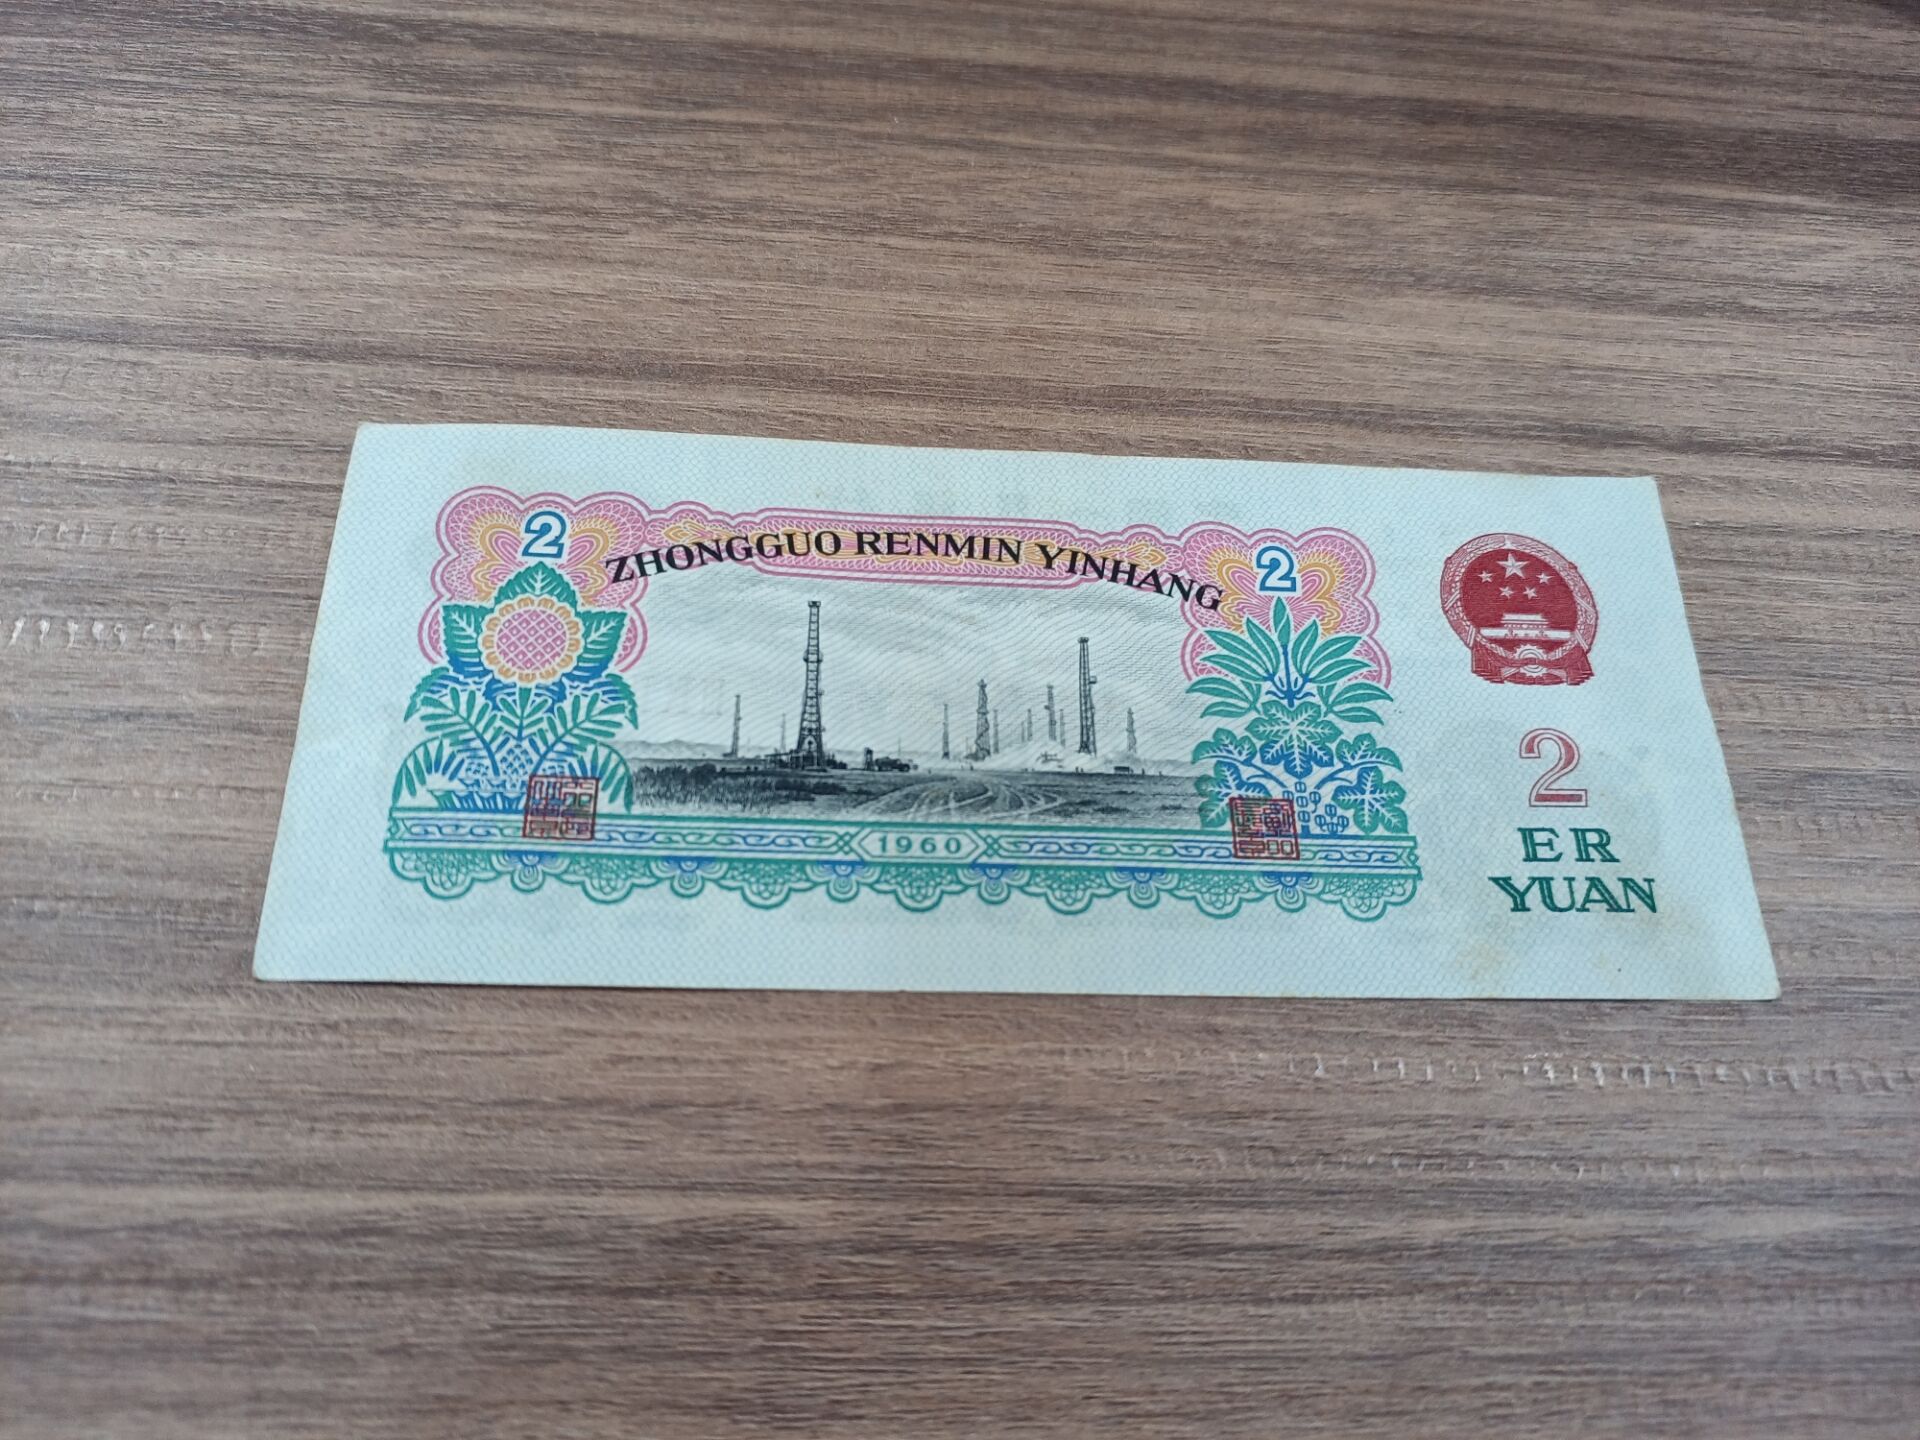 2
ZHONGGUO RENMIN YINHANG
2
1960
2
ER
YUAN